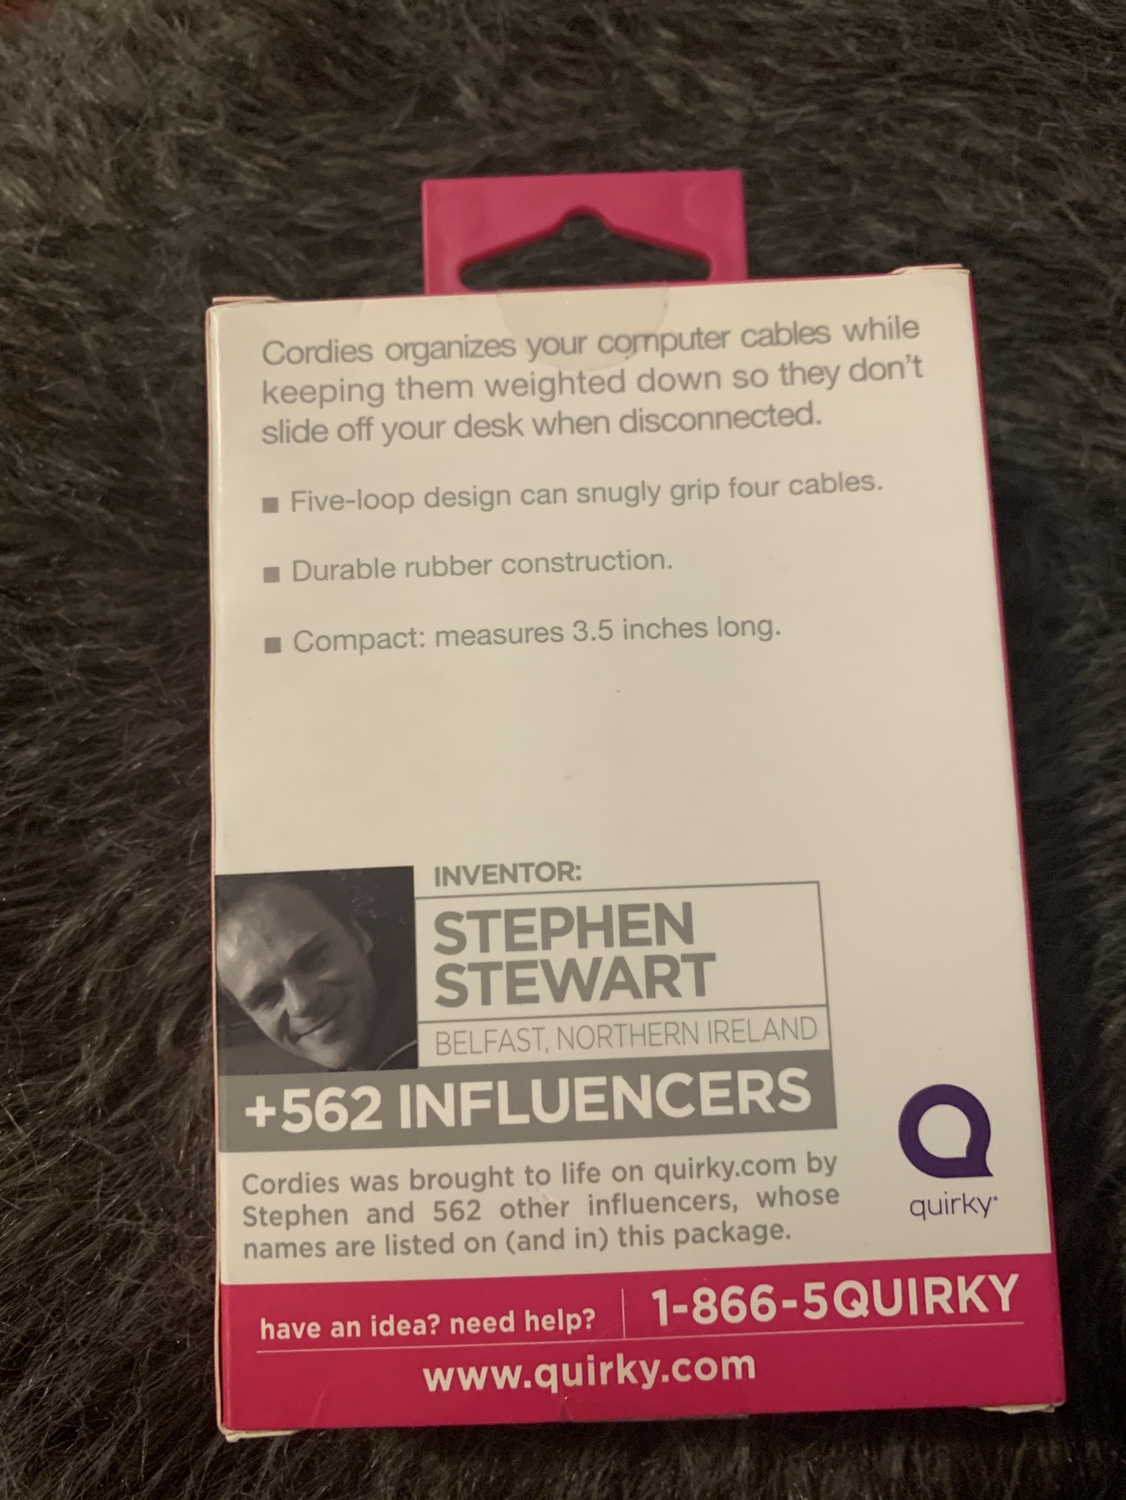 Cordies organizes your computer cables while
keeping them weighted down so they don't
slide off your desk when disconnected.
■ Five-loop design can snugly grip four cables.
■ Durable rubber construction.
■ Compact: measures 3.5 inches long.
INVENTOR:
STEPHEN
STEWART
BELFAST, NORTHERN IRELAND
+562 INFLUENCERS
Cordies was brought to life on quirky.com by
Stephen and 562 other influencers, whose
names are listed on (and in) this package.
quirky
have an idea? need help? 1-866-5QUIRKY
www.quirky.com